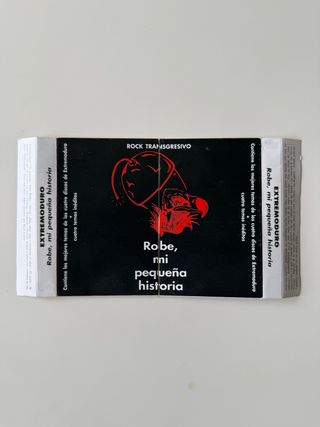 EXTREMODURO
Robe, mi pequeña historia
Contiene los mejores temas de los cuatro discos de Extremoduro
+
cuatro temas inéditos
ROCK TRANSGRESIVO
Robe,
mi
pequeña
historia
Contiene los mejores temas de los cuatro discos de Extremoduro
+
cuatro temas inéditos
EXTREMODURO
Robe, mi pequeña historia